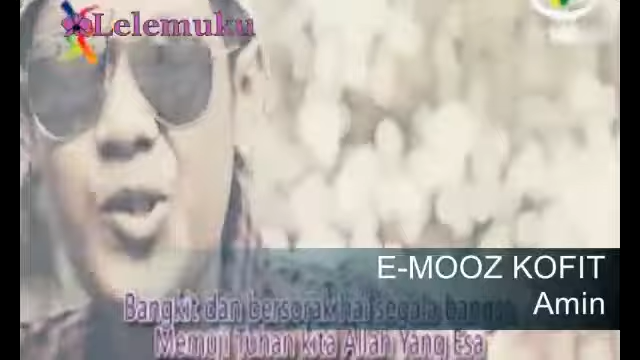 Lelemuku
E-MOOZ KOFIT
Amin
Bangkit dan bersorak hai segala bangsa
Memuji Tuhan kita Allah Yang Esa